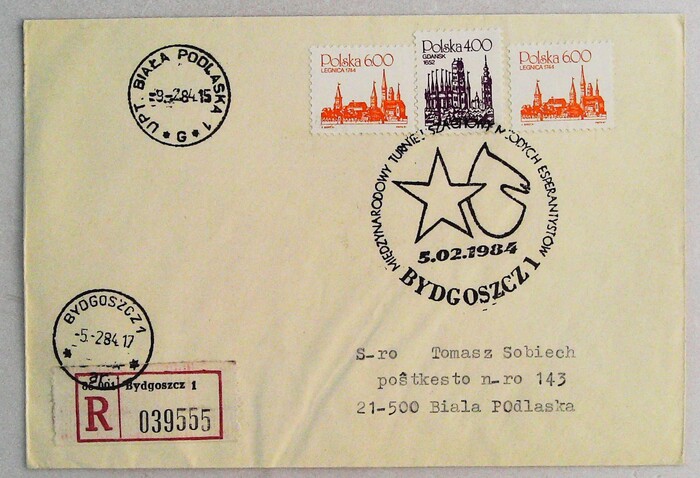 UPT BIAŁA PODLASKA 1
-9.-2.84.15
* G *
Polska 6.00
LEGNICA 1744
Polska 4.00
GDAŃSK
1652
Polska 6.00
LEGNICA 1744
MIĘDZYNARODOWY TURNIEJ SZACHOWY MŁODYCH ESPERANTYSTÓW
5.02.1984
BYDGOSZCZ 1
BYDGOSZCZ 1
-5.-2.84.17
Bydgoszcz 1
R 039555
S-ro Tomasz Sobiech
poŝtkesto n-ro 143
21-500 Biala POdlaska